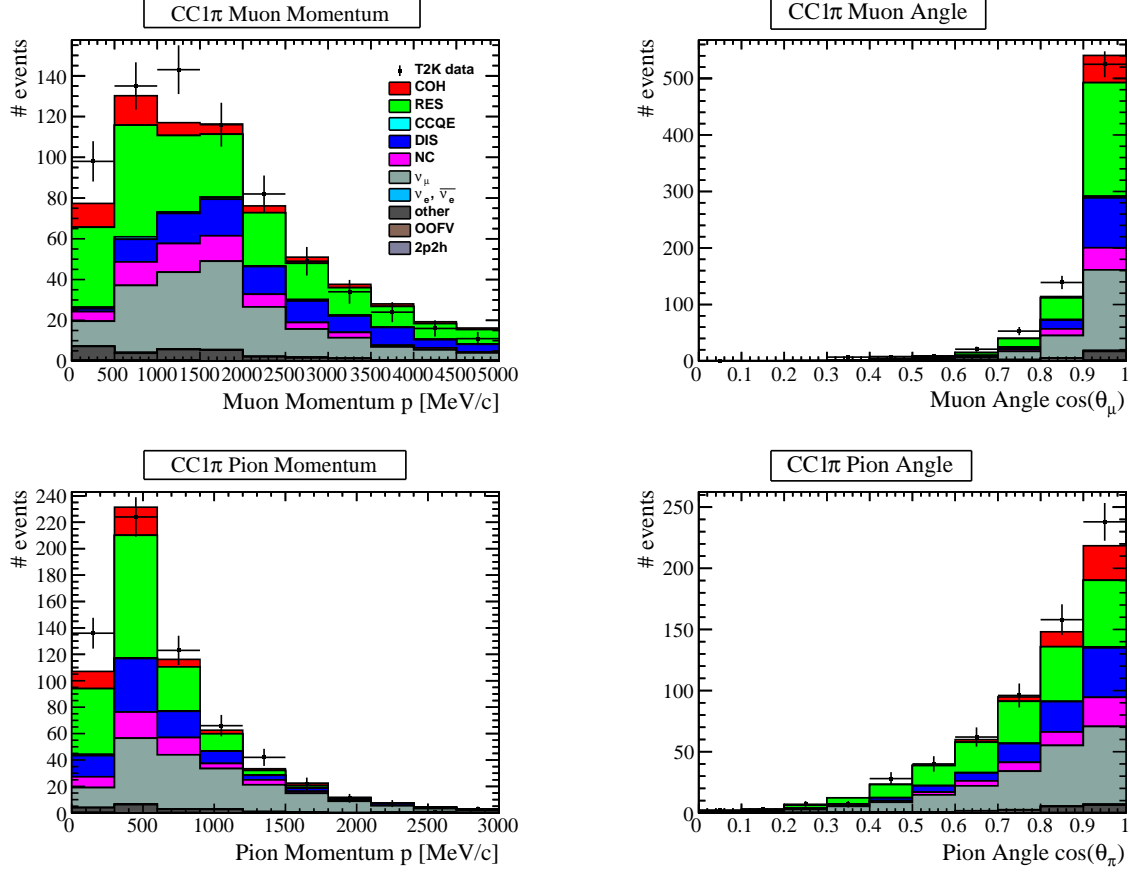 CC1π Muon Momentum
# events
140
120
100
80
60
40
20
0
T2K data
COH
RES
CCQE
DIS
NC
ν_μ
ν_e, ν̅_e̅
other
OOFV
2p2h
0 500 1000 1500 2000 2500 3000 3500 4000 4500 5000
Muon Momentum p [MeV/c]
CC1π Muon Angle
# events
500
400
300
200
100
0
0 0.1 0.2 0.3 0.4 0.5 0.6 0.7 0.8 0.9 1
Muon Angle cos(θ_μ)
CC1π Pion Momentum
# events
240
220
200
180
160
140
120
100
80
60
40
20
0
0 500 1000 1500 2000 2500 3000
Pion Momentum p [MeV/c]
CC1π Pion Angle
# events
250
200
150
100
50
0
0 0.1 0.2 0.3 0.4 0.5 0.6 0.7 0.8 0.9 1
Pion Angle cos(θ_π)